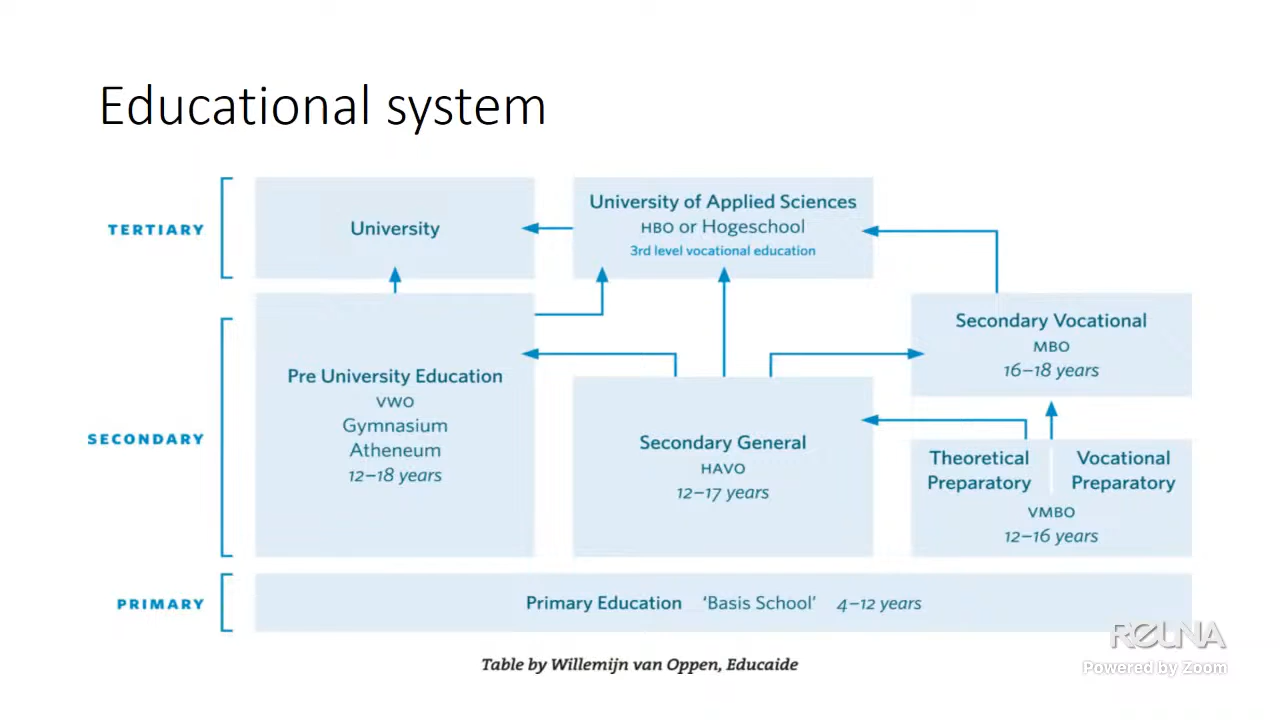 Educational system
TERTIARY
University
University of Applied Sciences
HBO or Hogeschool
3rd level vocational education
SECONDARY
Pre University Education
VWO
Gymnasium
Atheneum
12–18 years
Secondary General
HAVO
12–17 years
Secondary Vocational
MBO
16–18 years
Theoretical
Preparatory
Vocational
Preparatory
VMBO
12–16 years
PRIMARY
Primary Education ‘Basis School’ 4–12 years
REUNA
Powered by Zoom
Table by Willemijn van Oppen, Educaide